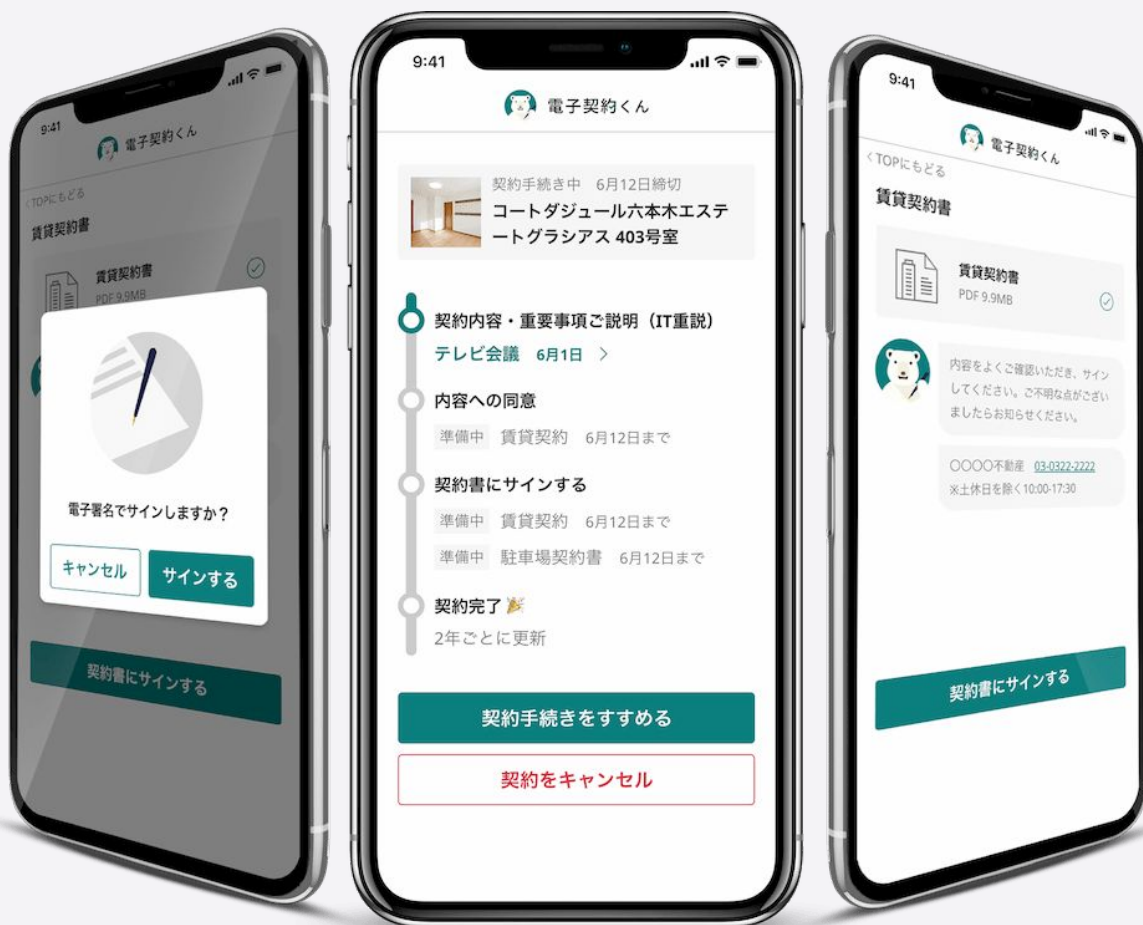 9:41
電子契約くん
〈TOPにもどる
賃貸契約書
賃貸契約書
PDF 9.9MB
電子署名でサインしますか？
キャンセル
サインする
契約書にサインする
9:41
電子契約くん
契約手続き中 6月12日締切
コートダジュール六本木エステ
ートグラシアス 403号室
契約内容・重要事項ご説明（IT重説）
テレビ会議 6月1日 〉
内容への同意
準備中 賃貸契約 6月12日まで
契約書にサインする
準備中 賃貸契約 6月12日まで
準備中 駐車場契約書 6月12日まで
契約完了🎉
2年ごとに更新
契約手続きをすすめる
契約をキャンセル
9:41
電子契約くん
〈TOPにもどる
賃貸契約書
賃貸契約書
PDF 9.9MB
内容をよくご確認いただき、サイン
してください。ご不明な点がござい
ましたらお知らせください。
〇〇〇〇不動産 03-0322-2222
※土休日を除く10:00-17:30
契約書にサインする